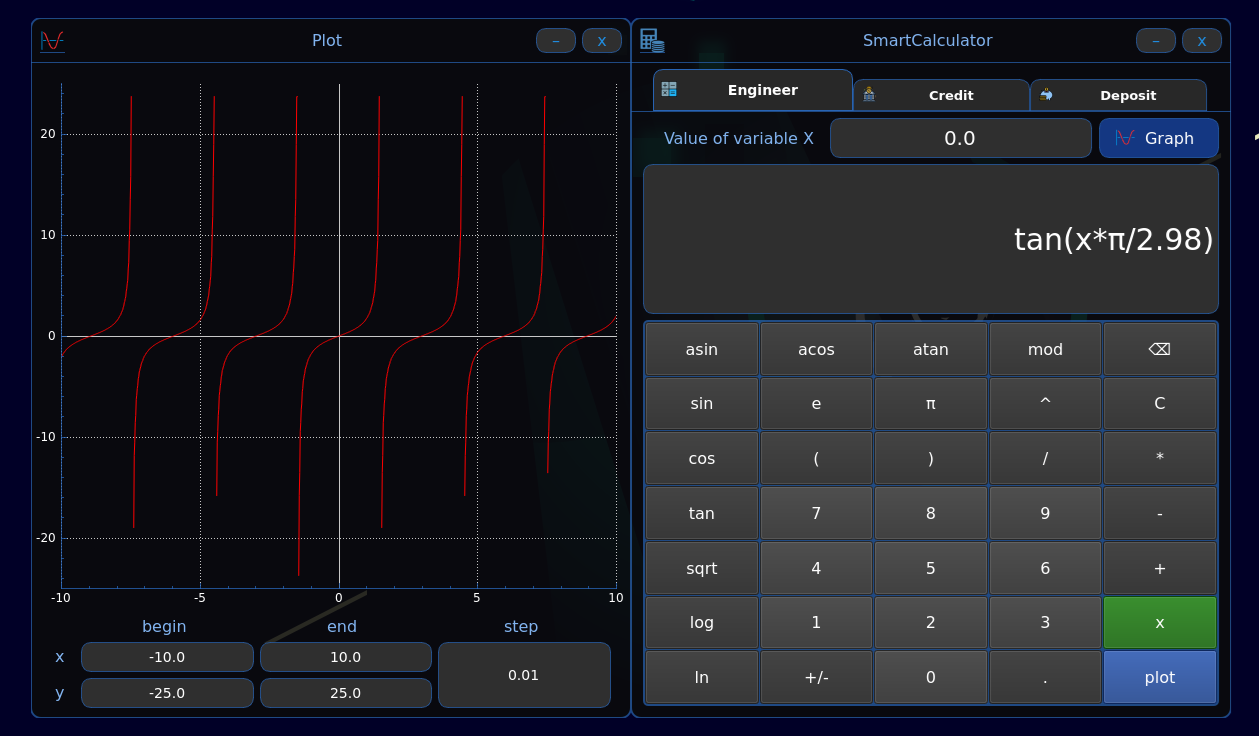 Plot
–
x
20
10
0
-10
-20
-10 -5 0 5 10
begin end step
x -10.0 10.0 0.01
y -25.0 25.0
SmartCalculator
–
x
Engineer Credit Deposit
Value of variable X 0.0 Graph
tan(x*π/2.98)
asin acos atan mod ⌫
sin e π ^ C
cos ( ) / *
tan 7 8 9 -
sqrt 4 5 6 +
log 1 2 3 x
ln +/- 0 . plot